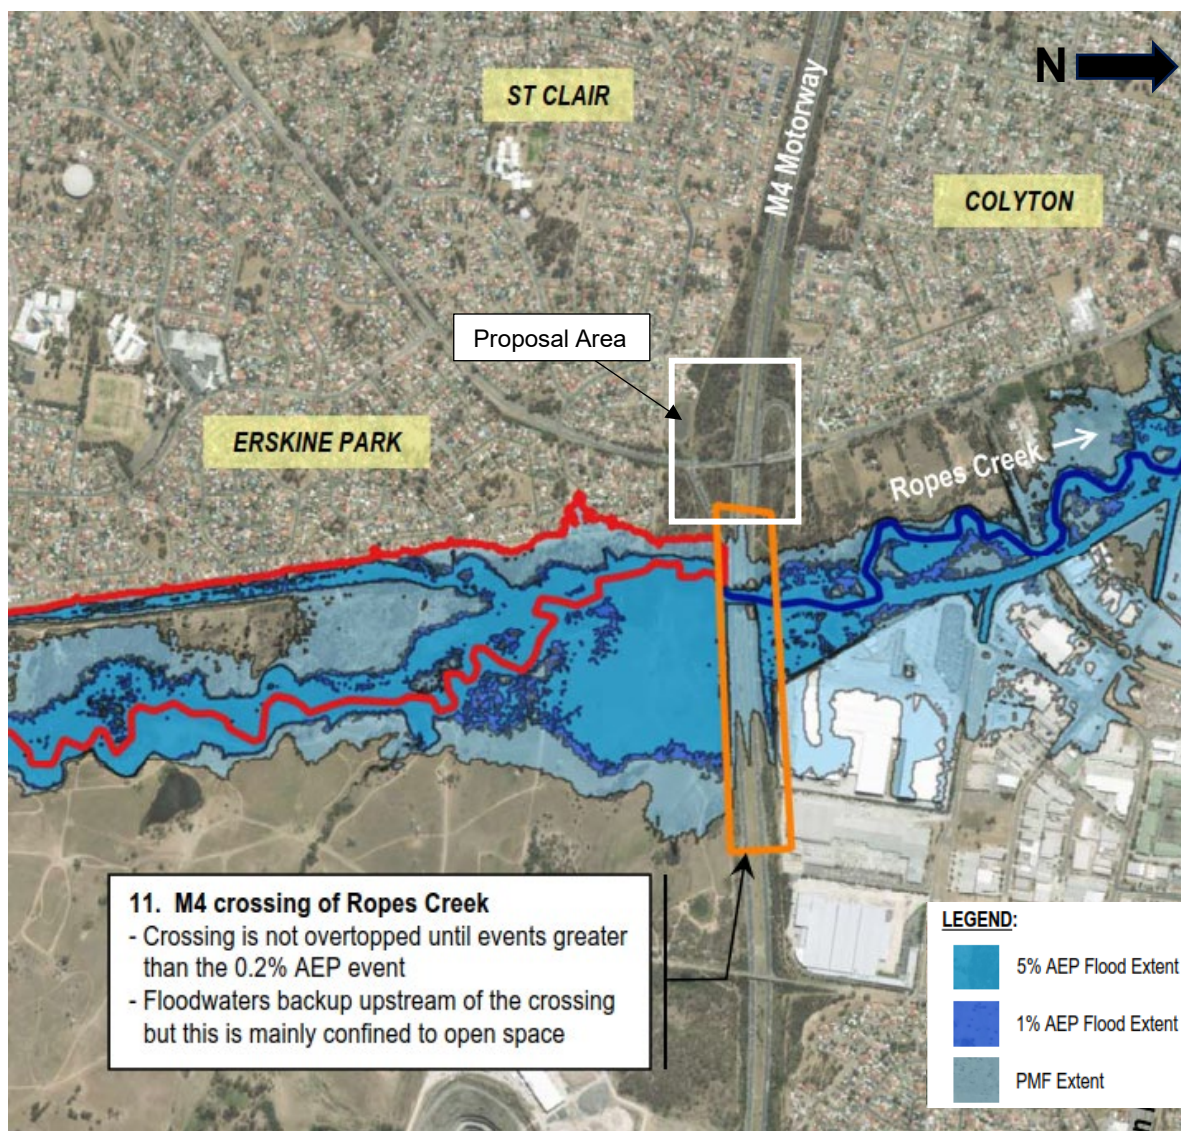 N
ST CLAIR
M4 Motorway
COLYTON
Proposal Area
ERSKINE PARK
Ropes Creek
11. M4 crossing of Ropes Creek
- Crossing is not overtopped until events greater
than the 0.2% AEP event
- Floodwaters backup upstream of the crossing
but this is mainly confined to open space
LEGEND:
5% AEP Flood Extent
1% AEP Flood Extent
PMF Extent